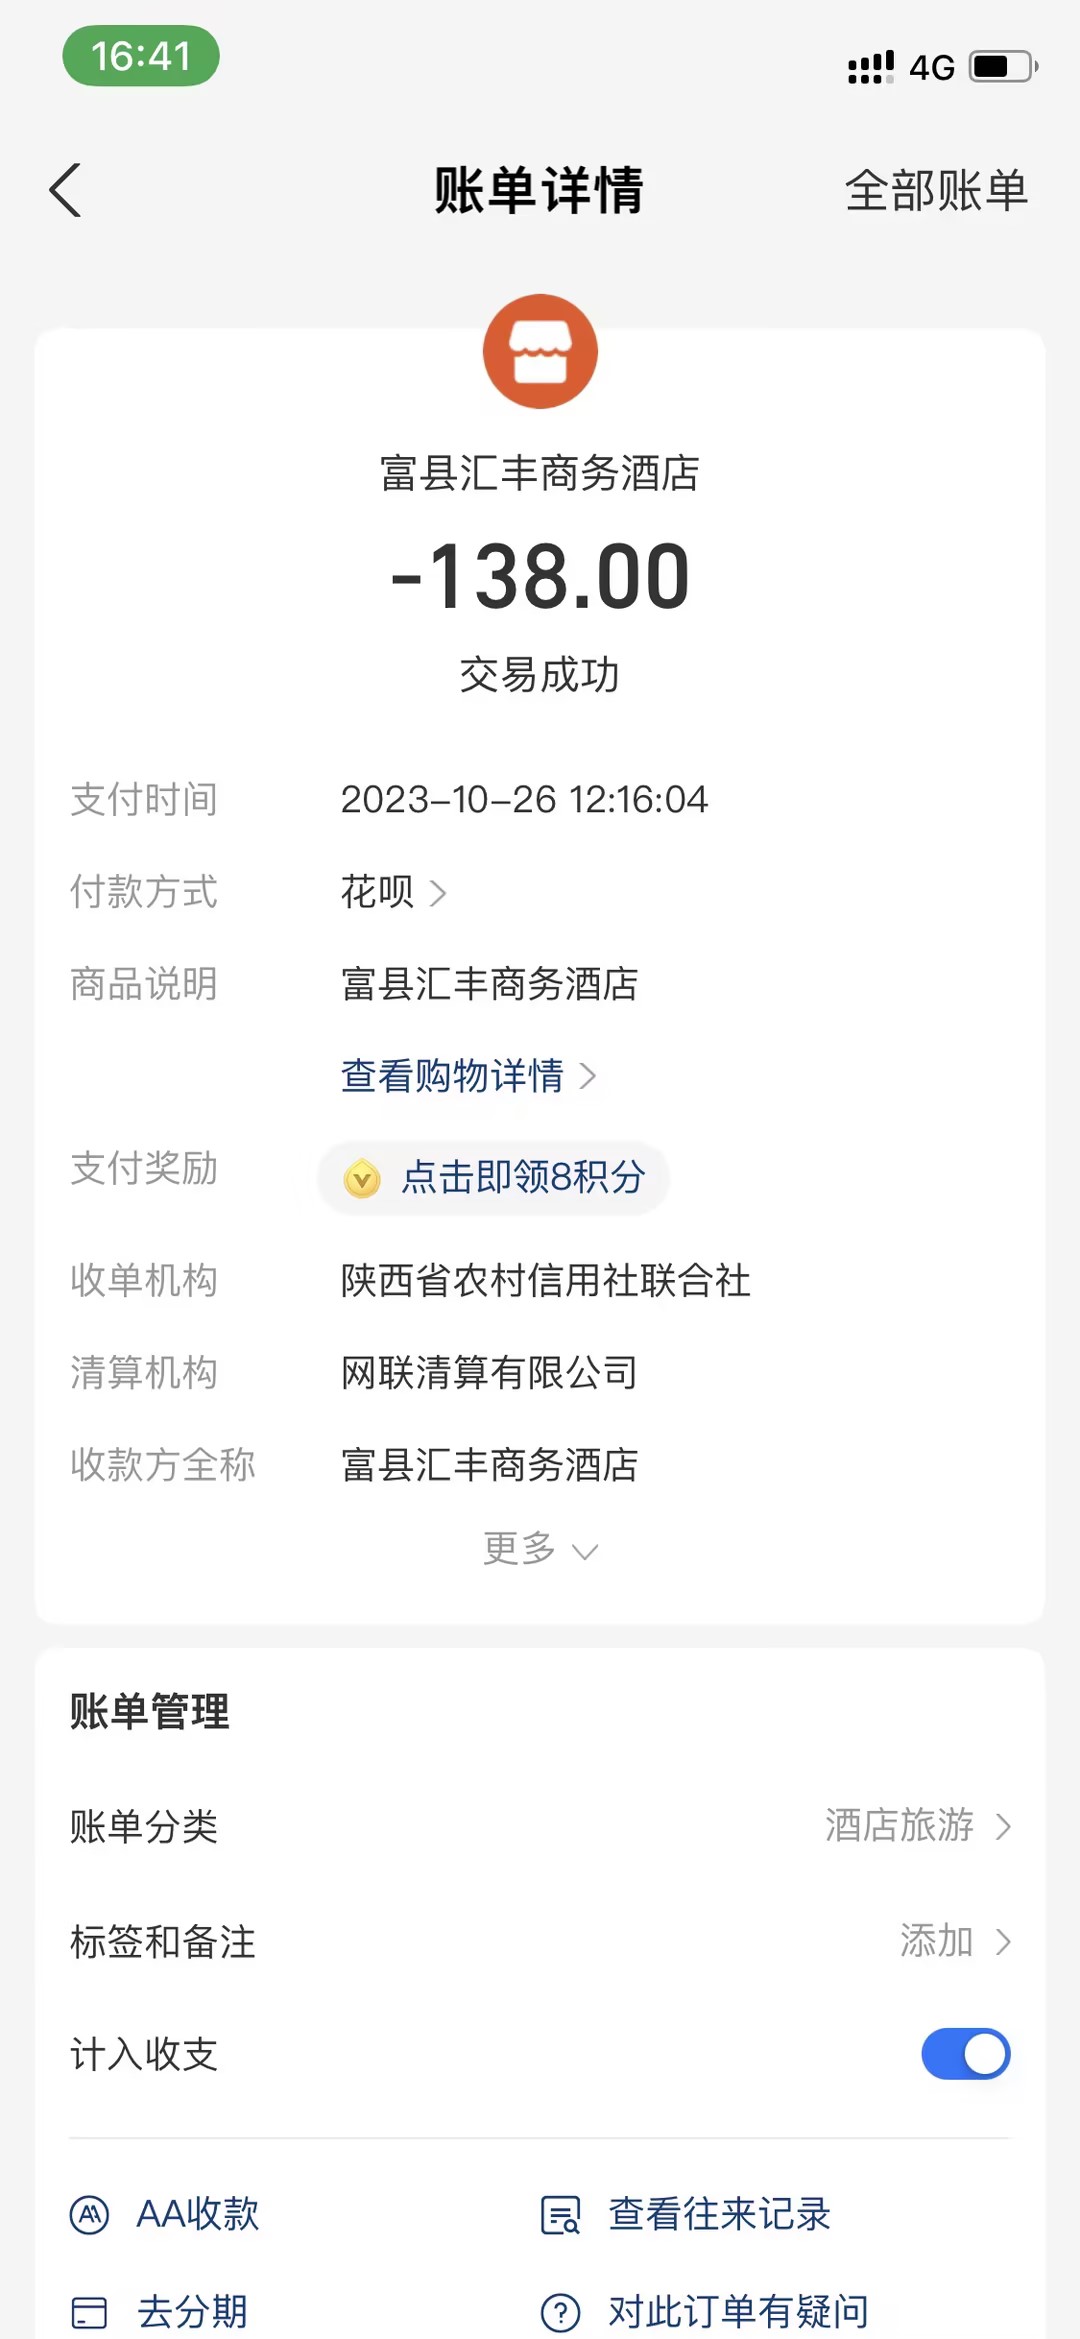 16:41
4G
账单详情
全部账单
富县汇丰商务酒店
-138.00
交易成功
支付时间 2023-10-26 12:16:04
付款方式 花呗
商品说明 富县汇丰商务酒店
查看购物详情
支付奖励 点击即领8积分
收单机构 陕西省农村信用社联合社
清算机构 网联清算有限公司
收款方全称 富县汇丰商务酒店
更多
账单管理
账单分类 酒店旅游
标签和备注 添加
计入收支
AA收款 查看往来记录
去分期 对此订单有疑问